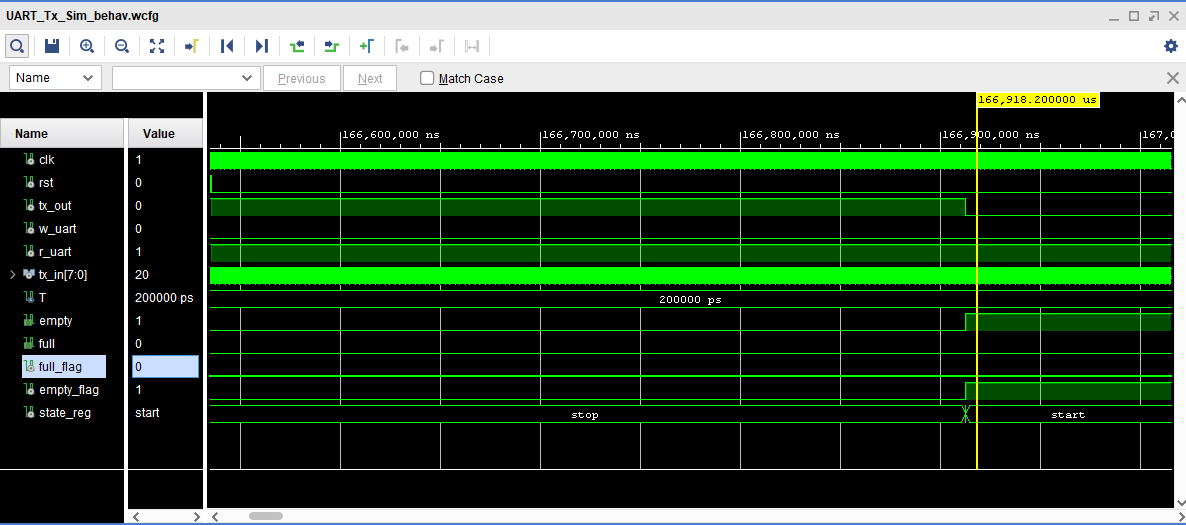 UART_Tx_Sim_behav.wcfg
Name
Previous
Next
Match Case
166,918.200000 us
Name
Value
166,600,000 ns
166,700,000 ns
166,800,000 ns
166,900,000 ns
clk
1
rst
0
tx_out
0
w_uart
0
r_uart
1
tx_in[7:0]
20
T
200000 ps
200000 ps
empty
1
full
0
full_flag
0
empty_flag
1
state_reg
start
stop
start